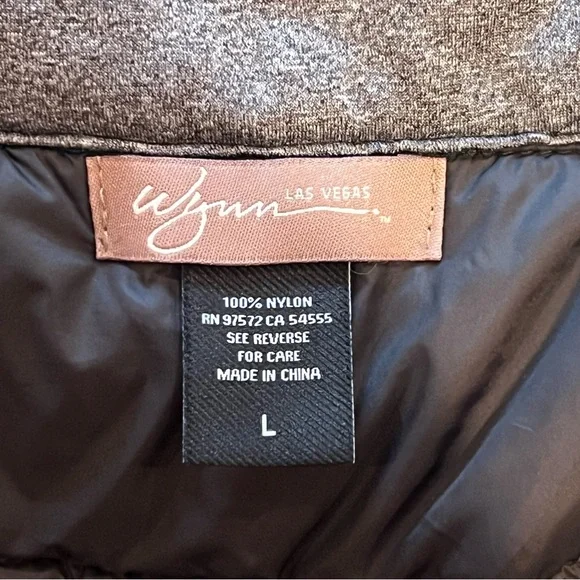 Wynn LAS VEGAS ™
100% NYLON
RN 97572 CA 54555
SEE REVERSE
FOR CARE
MADE IN CHINA
L